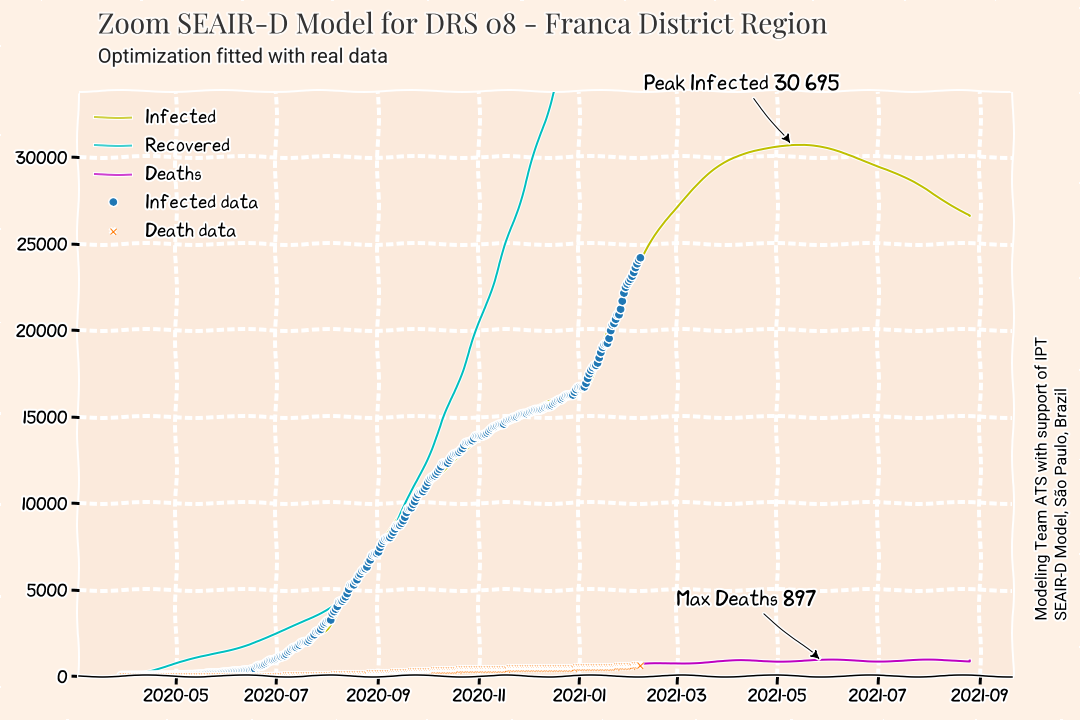 Zoom SEAIR-D Model for DRS 08 - Franca District Region
Optimization fitted with real data
Peak Infected 30 695
Infected
Recovered
Deaths
Infected data
Death data
30000
25000
20000
15000
10000
5000
0
Max Deaths 897
2020-05
2020-07
2020-09
2020-11
2021-01
2021-03
2021-05
2021-07
2021-09
Modeling Team ATS with support of IPT
SEAIR-D Model, São Paulo, Brazil